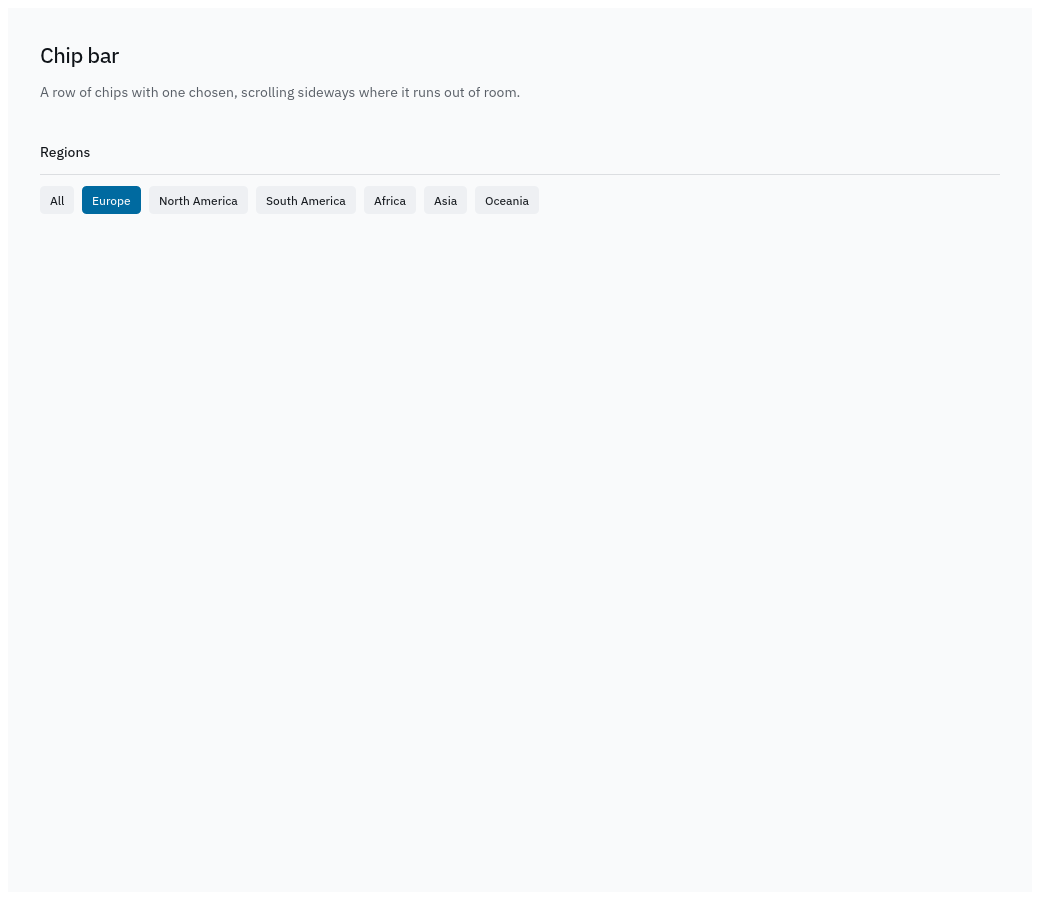 Chip bar
A row of chips with one chosen, scrolling sideways where it runs out of room.
Regions
All Europe North America South America Africa Asia Oceania